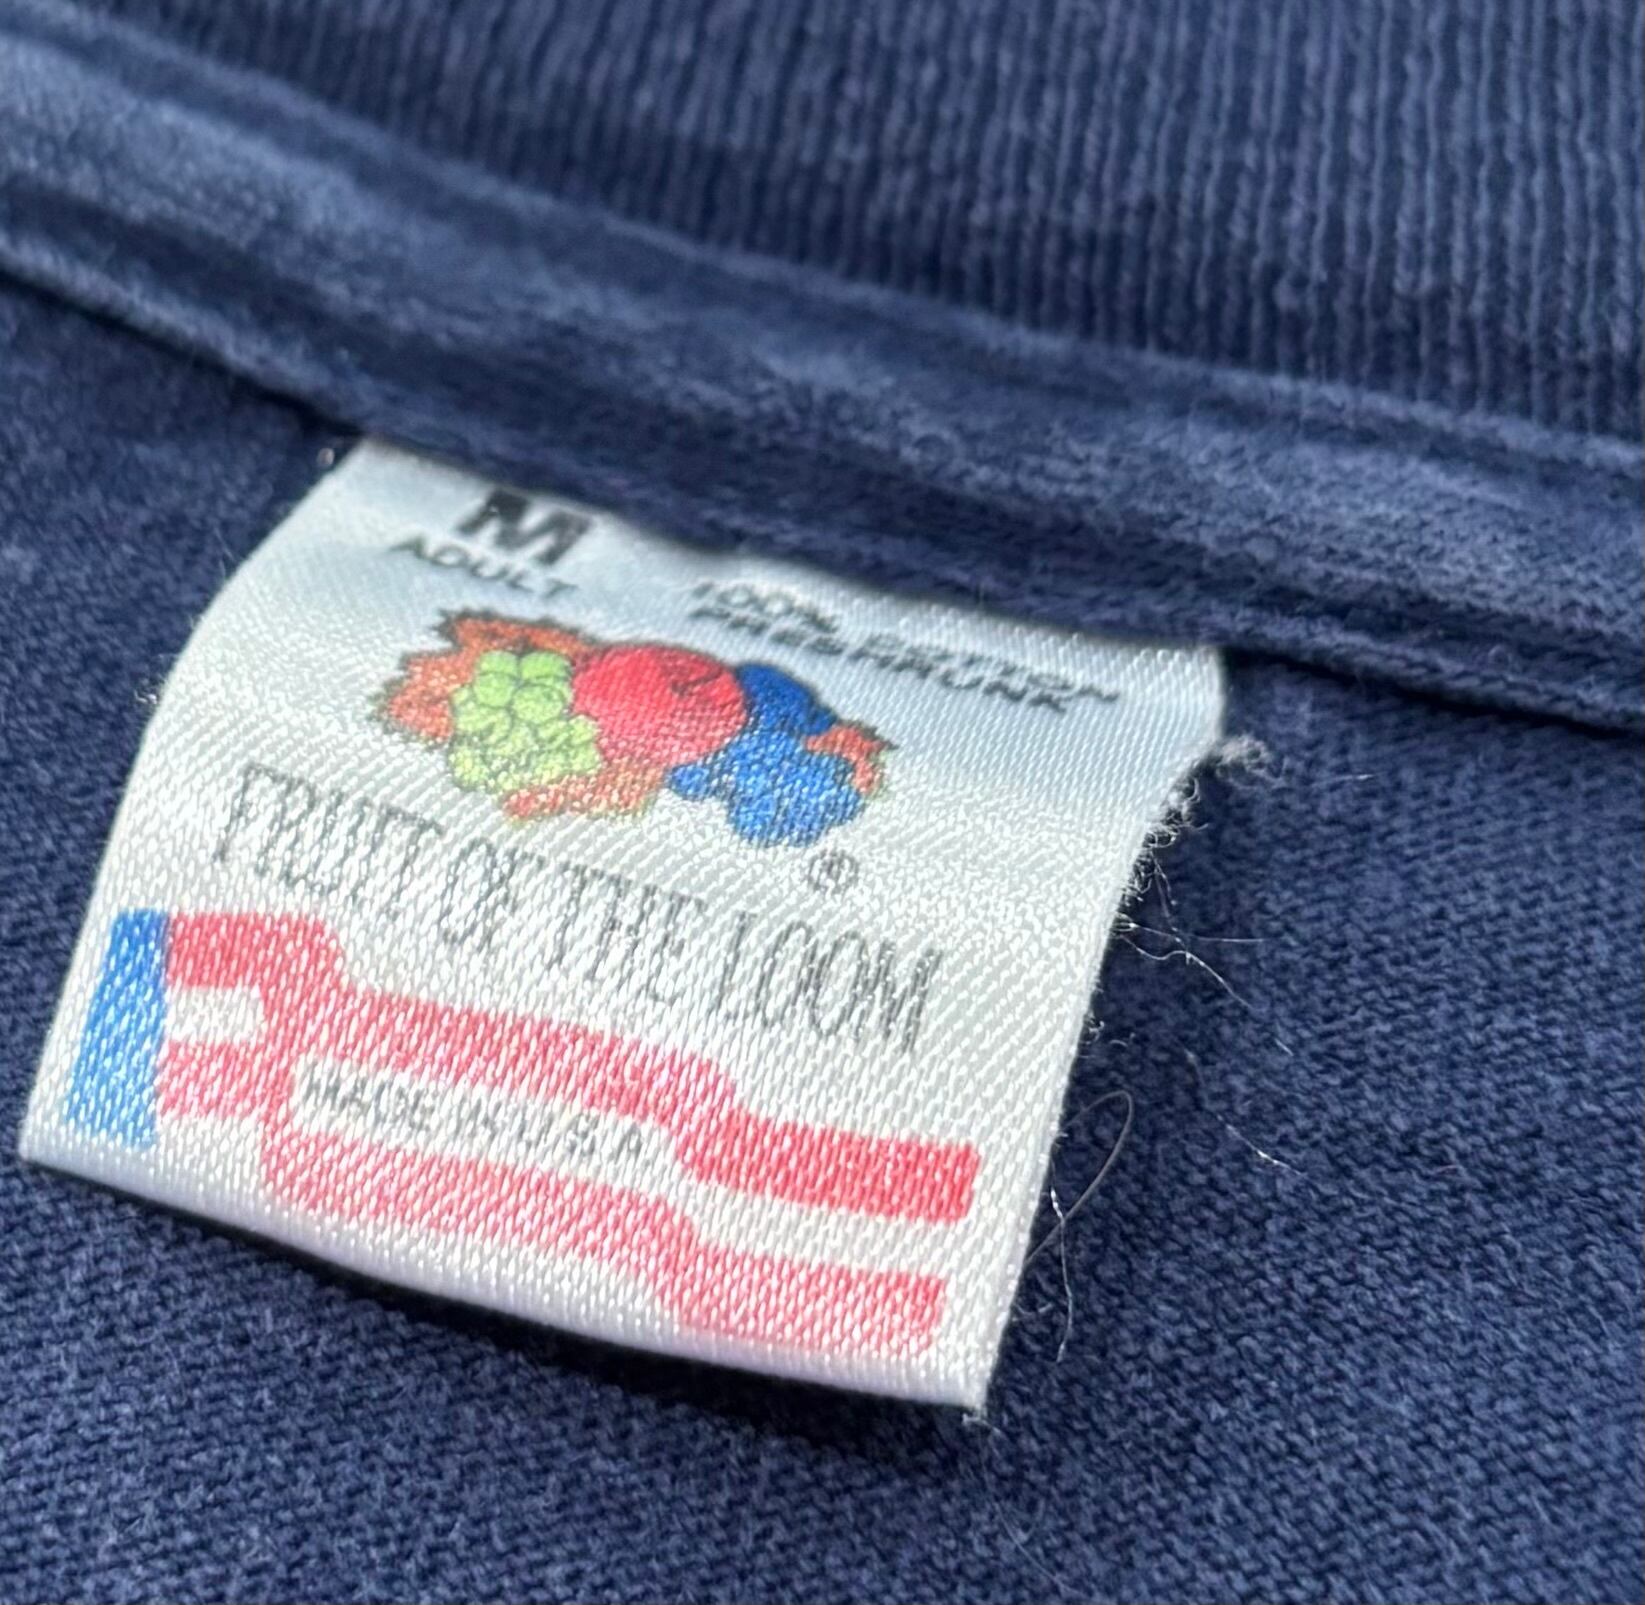 M
ADULT
100% COTTON
PRESHRUNK
®
FRUIT OF THE LOOM
MADE IN U.S.A.